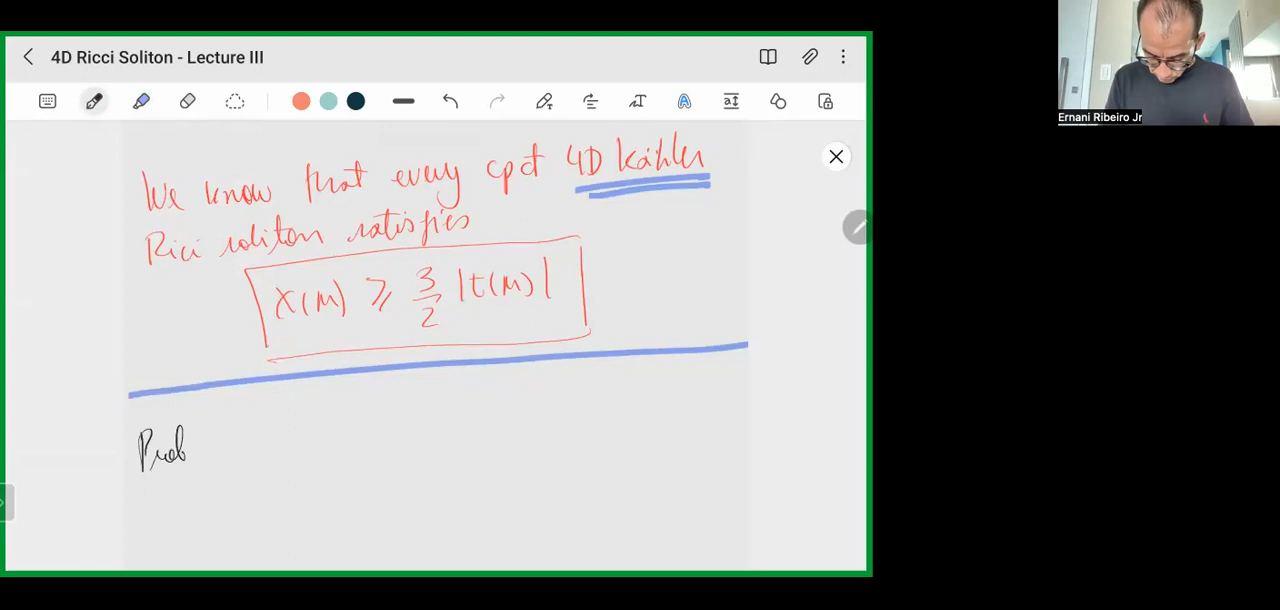 4D Ricci Soliton - Lecture III
Ernani Ribeiro Jr
We know that every cpct 4D Kähler
Ricci soliton satisfies
χ(M) ≥ 3/2 |τ(M)|
Prob